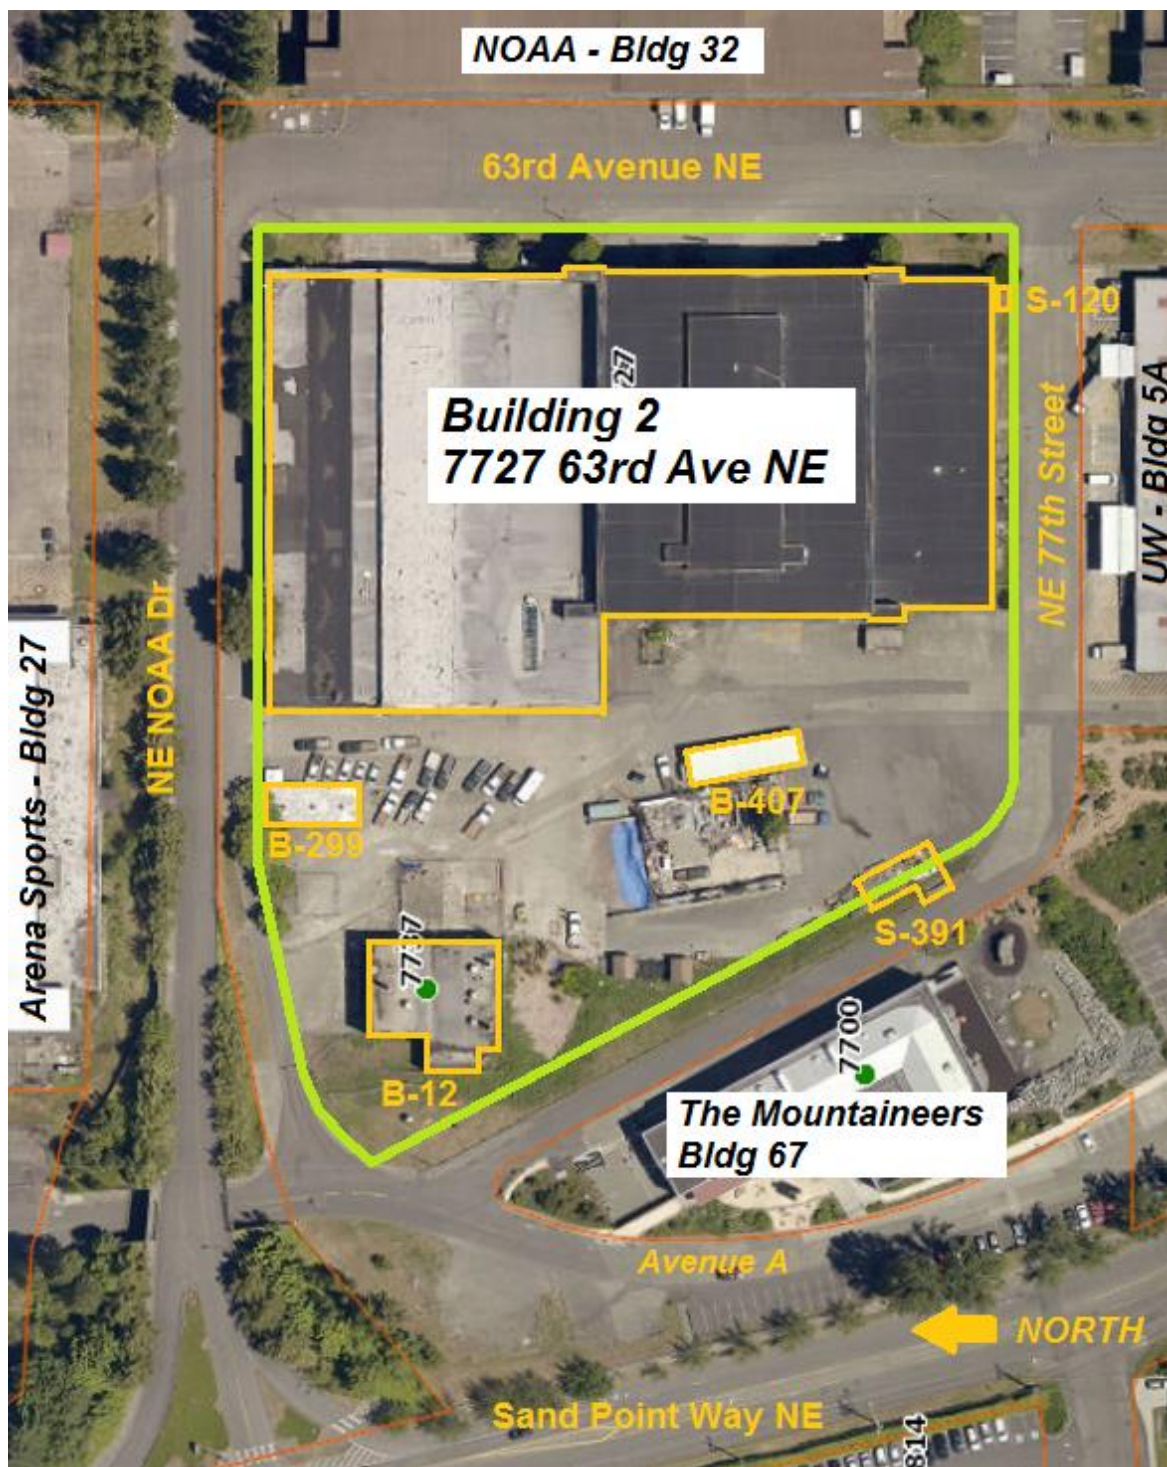 NOAA - Bldg 32
63rd Avenue NE
S-120
Building 2
7727 63rd Ave NE
NE 77th Street
UW - Bldg 5A
Arena Sports - Bldg 27
NE NOAA Dr
B-407
B-299
S-391
7737
B-12
7700
The Mountaineers
Bldg 67
Avenue A
NORTH
Sand Point Way NE